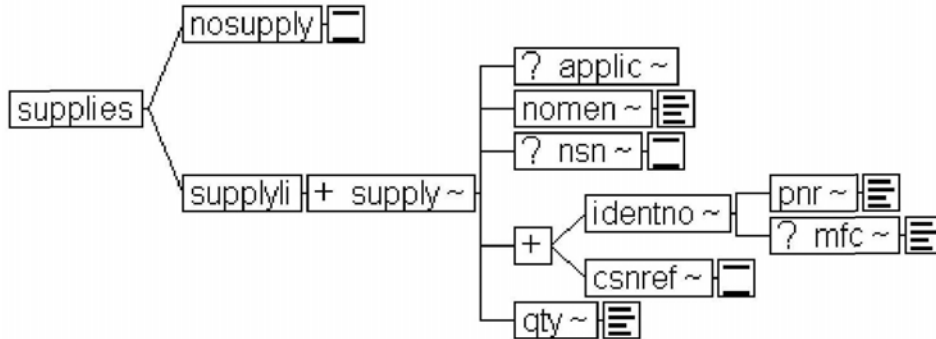 nosupply
? applic ~
supplies
nomen ~
? nsn ~
supplyli
+ supply ~
pnr ~
identno ~
? mfc ~
+
csnref ~
qty ~